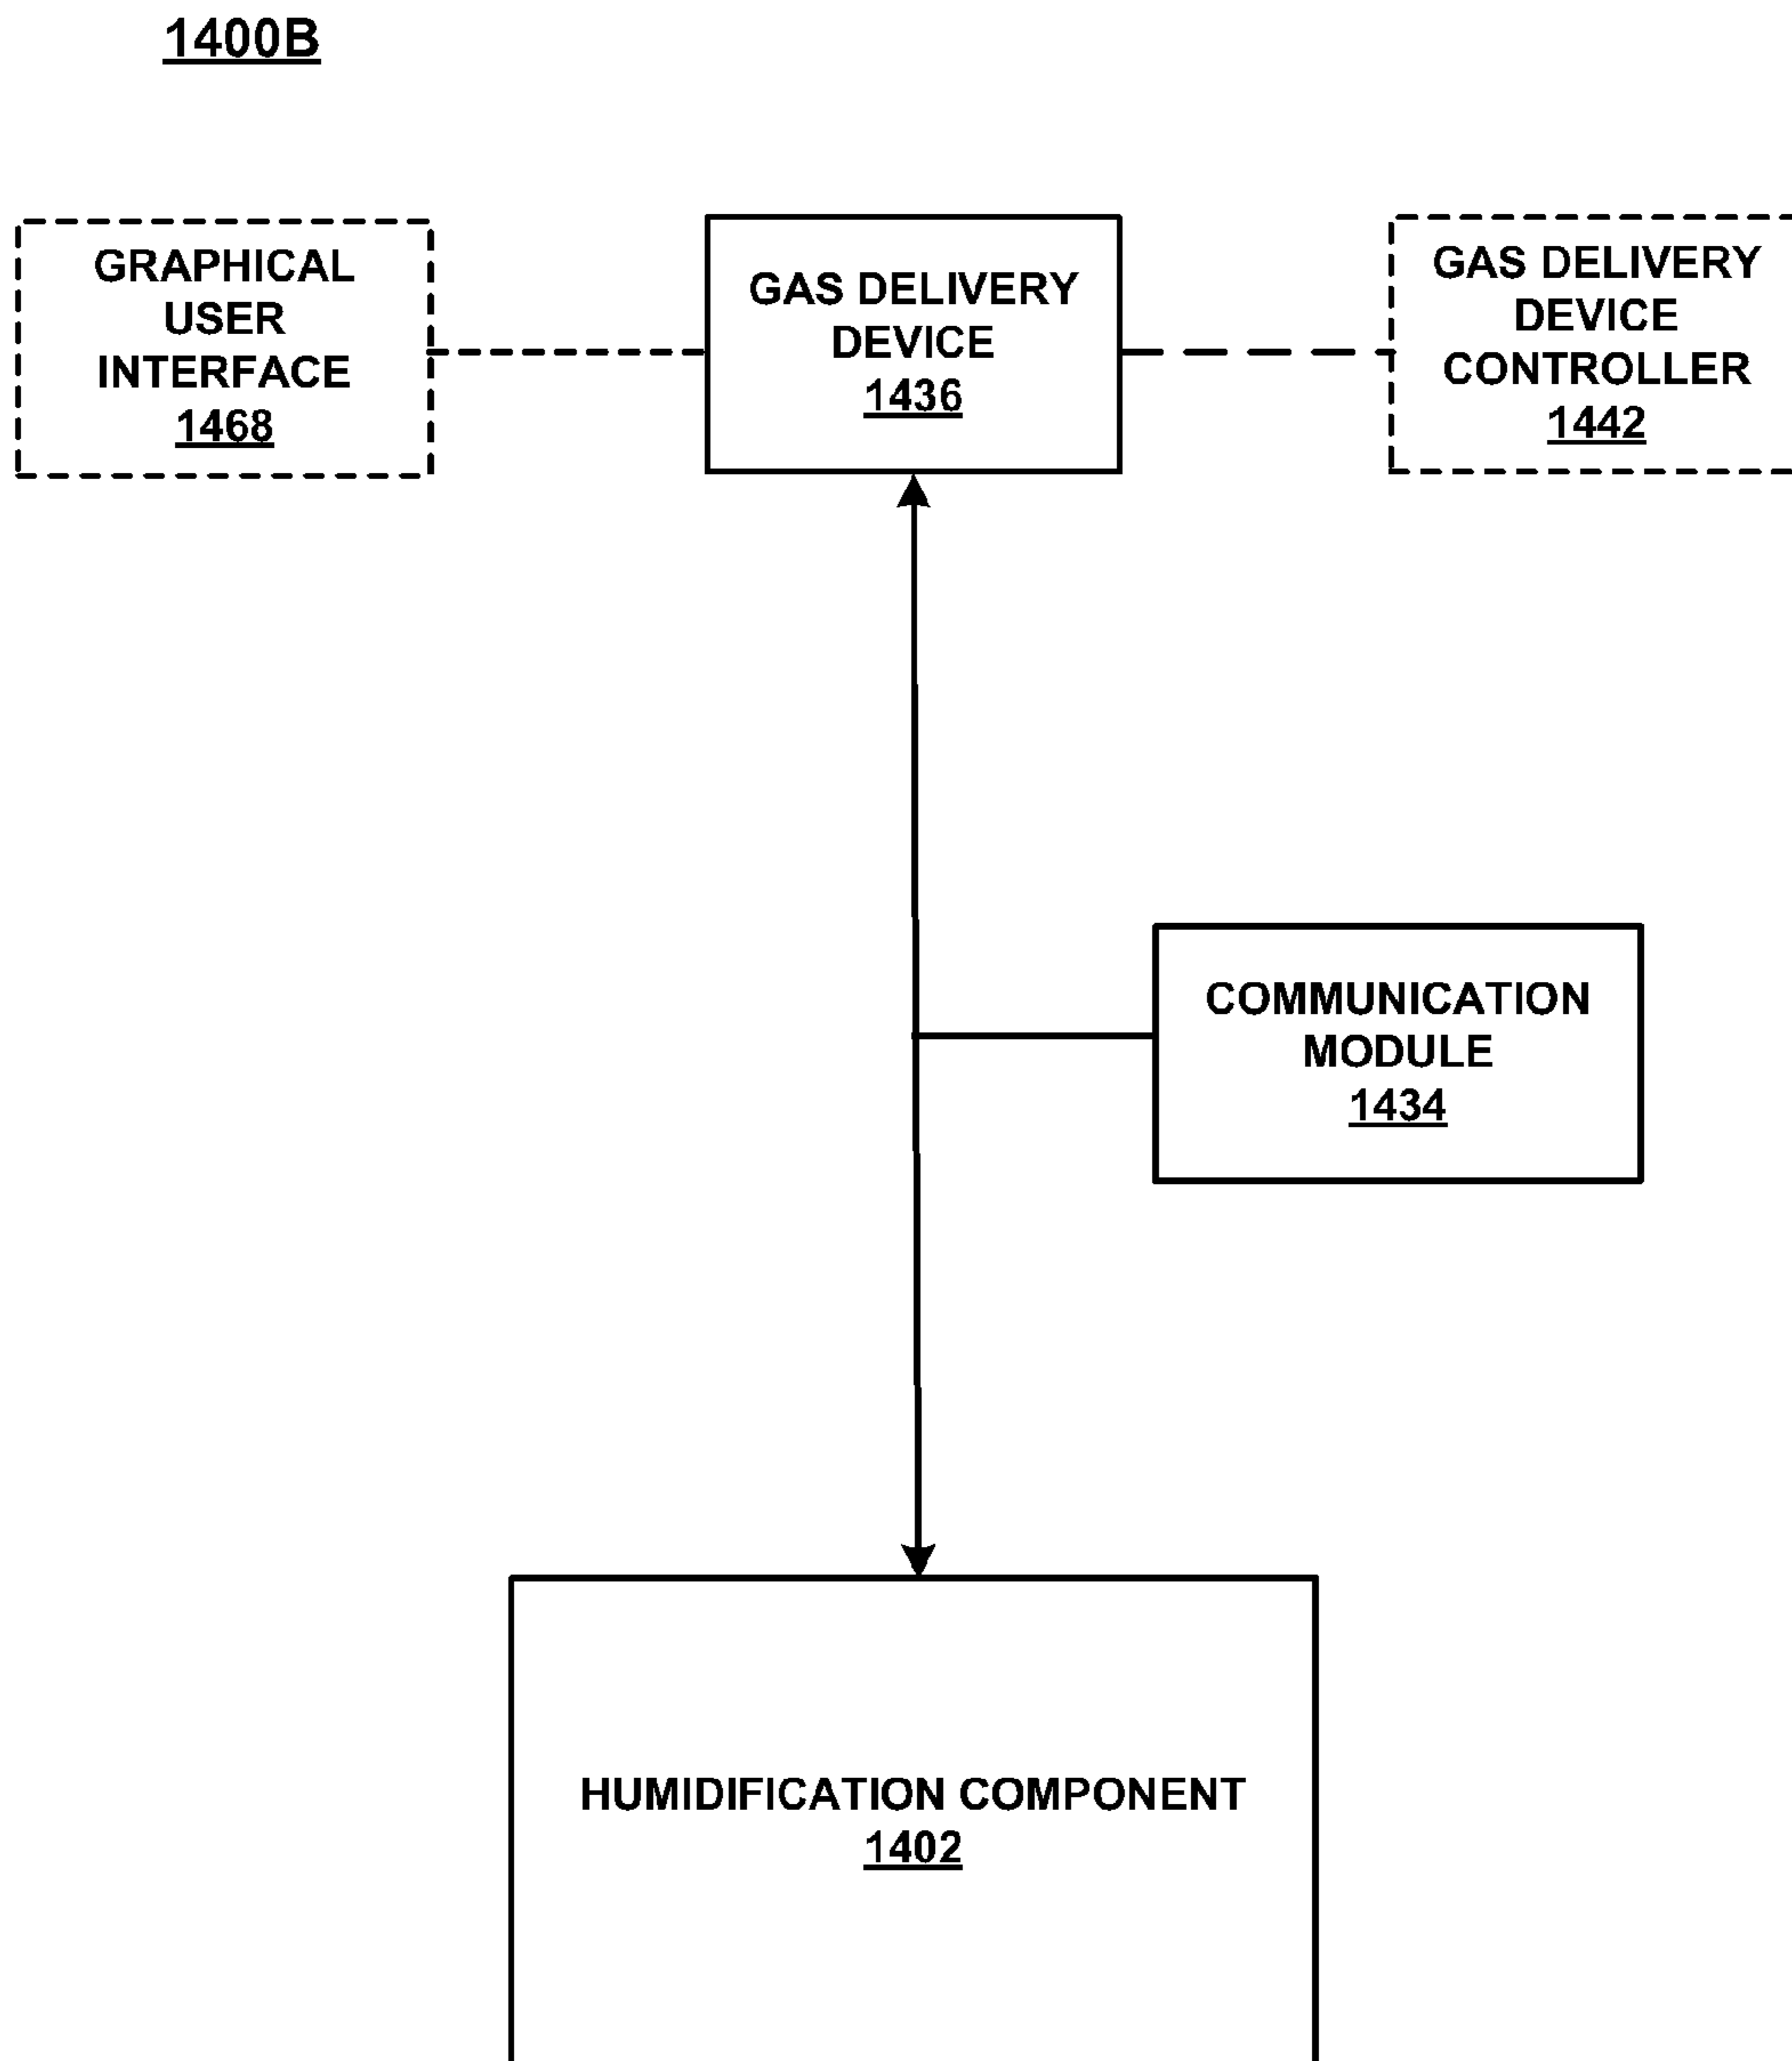 1400B
GRAPHICAL
USER
INTERFACE
1468
GAS DELIVERY
DEVICE
1436
GAS DELIVERY
DEVICE
CONTROLLER
1442
COMMUNICATION
MODULE
1434
HUMIDIFICATION COMPONENT
1402